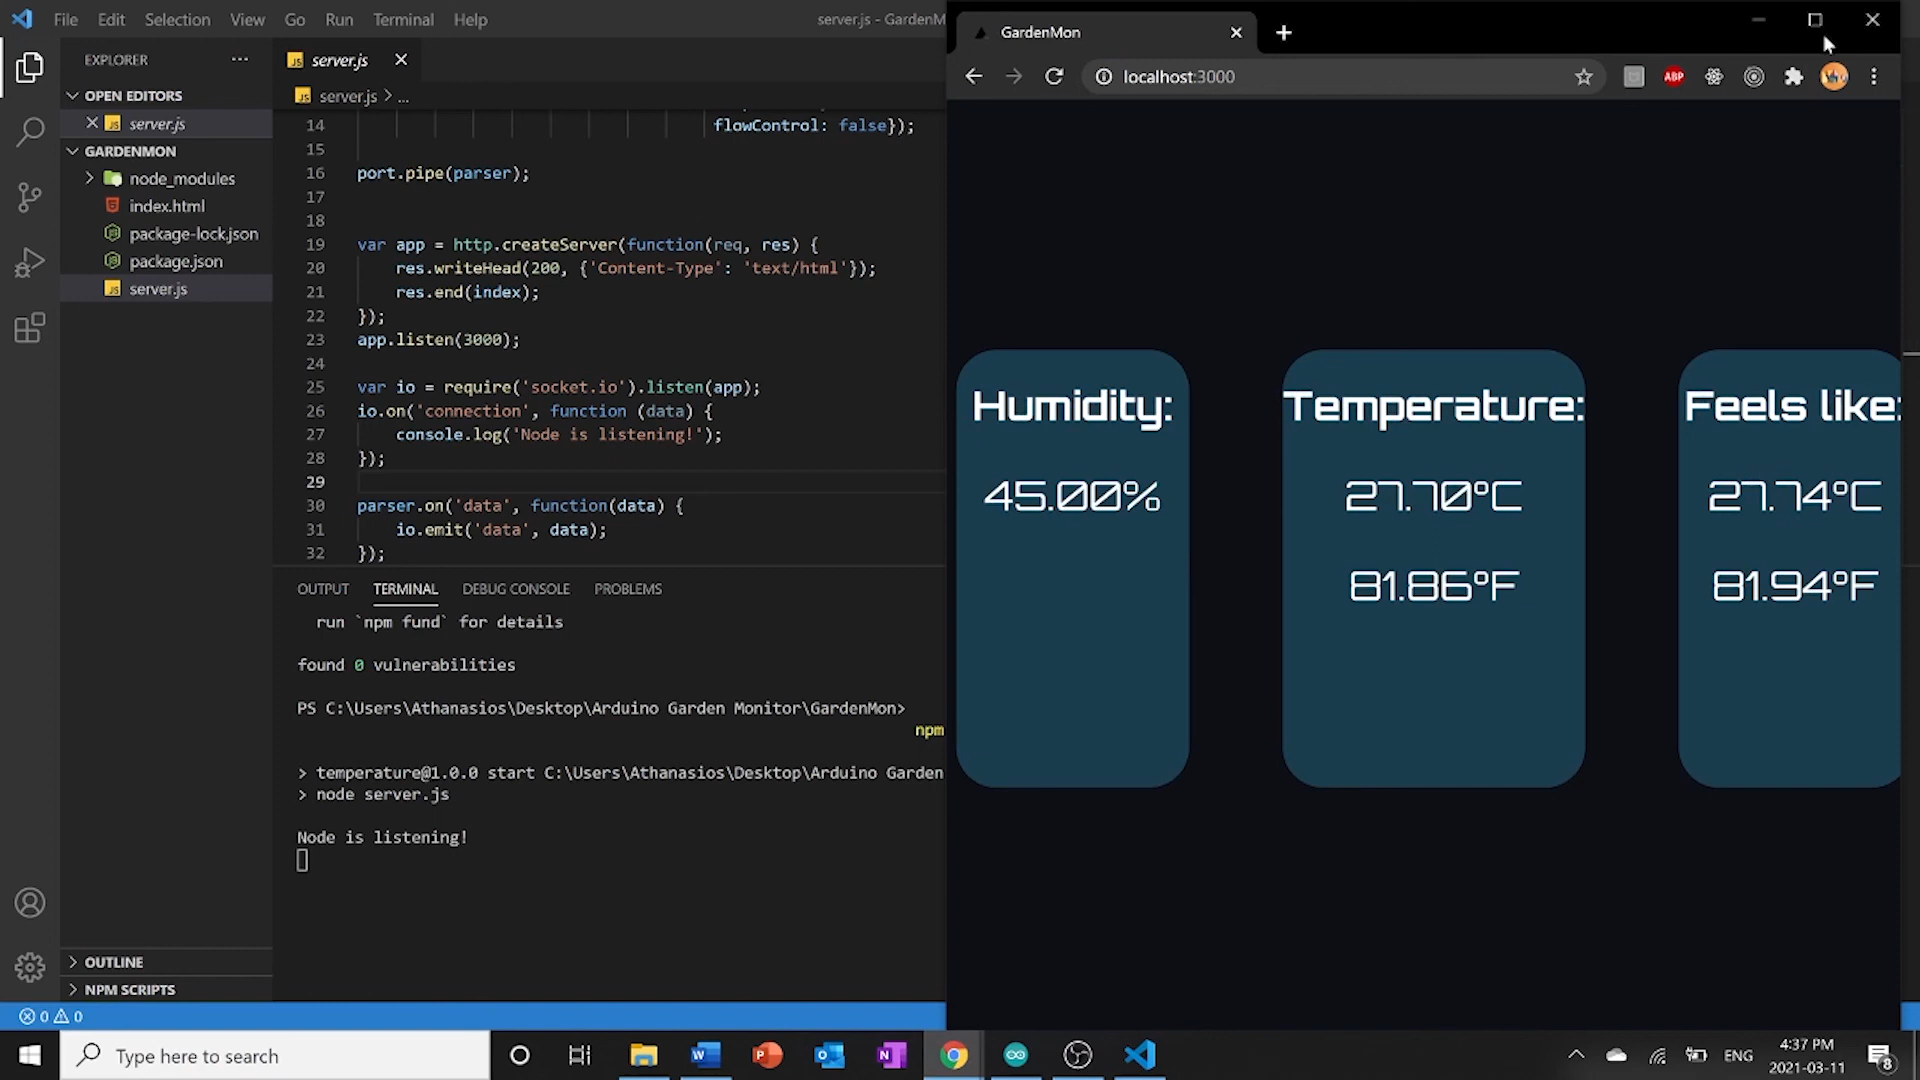 File Edit Selection View Go Run Terminal Help
server.js - GardenM
EXPLORER
OPEN EDITORS
server.js
GARDENMON
node_modules
index.html
package-lock.json
package.json
server.js
OUTLINE
NPM SCRIPTS
server.js
server.js > ...
14 flowControl: false});
15
16 port.pipe(parser);
17
18
19 var app = http.createServer(function(req, res) {
20 res.writeHead(200, {'Content-Type': 'text/html'});
21 res.end(index);
22 });
23 app.listen(3000);
24
25 var io = require('socket.io').listen(app);
26 io.on('connection', function (data) {
27 console.log('Node is listening!');
28 });
29
30 parser.on('data', function(data) {
31 io.emit('data', data);
32 });
OUTPUT TERMINAL DEBUG CONSOLE PROBLEMS
run `npm fund` for details
found 0 vulnerabilities
PS C:\Users\Athanasios\Desktop\Arduino Garden Monitor\GardenMon>
npm
> temperature@1.0.0 start C:\Users\Athanasios\Desktop\Arduino Garden
> node server.js
Node is listening!
0 0
GardenMon
localhost:3000
ABP
Humidity:
45.00%
Temperature:
27.70°C
81.86°F
Feels like:
27.74°C
81.94°F
Type here to search
ENG
4:37 PM
2021-03-11
8